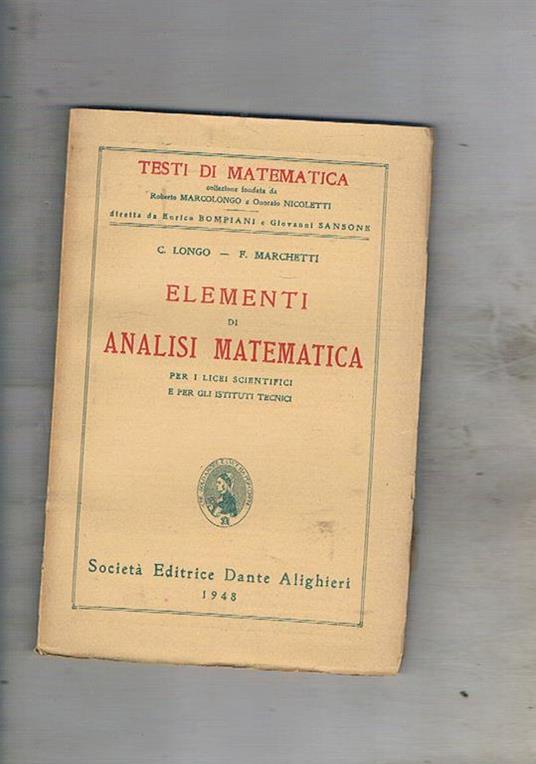 TESTI DI MATEMATICA
collezione fondata da
Roberto MARCOLONGO e Onorato NICOLETTI
diretta da Enrico BOMPIANI e Giovanni SANSONE
C. LONGO — F. MARCHETTI
ELEMENTI
DI
ANALISI MATEMATICA
PER I LICEI SCIENTIFICI
E PER GLI ISTITUTI TECNICI
Società Editrice Dante Alighieri
1948